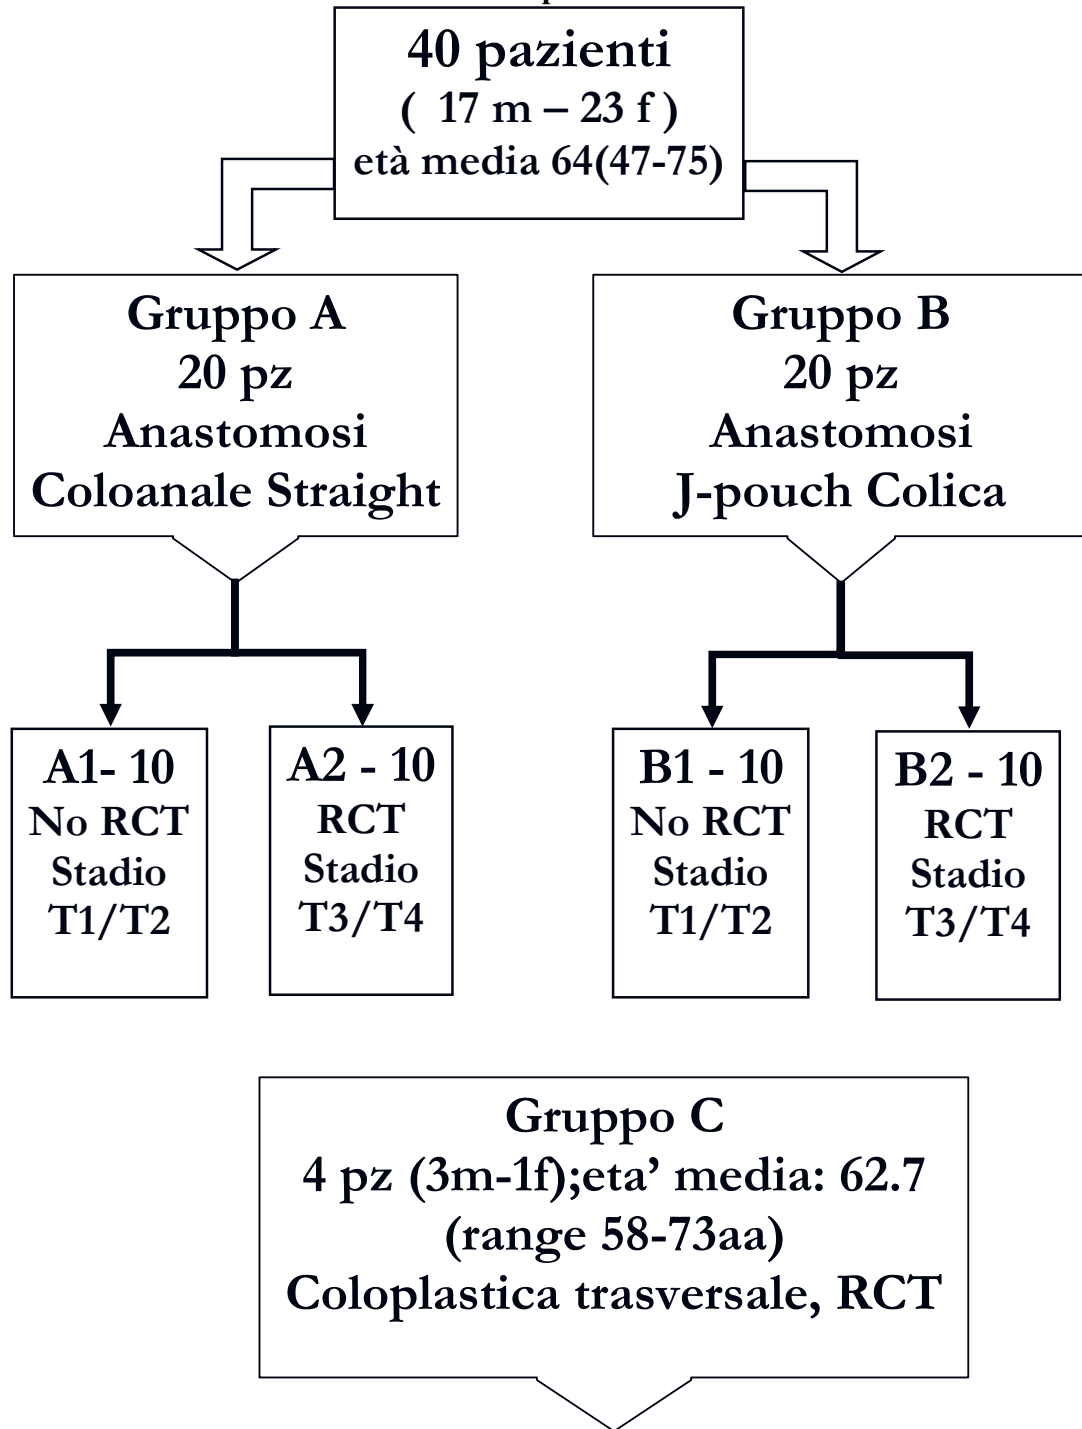 40 pazienti
( 17 m – 23 f )
età media 64(47-75)
Gruppo A
20 pz
Anastomosi
Coloanale Straight
Gruppo B
20 pz
Anastomosi
J-pouch Colica
A1- 10
No RCT
Stadio
T1/T2
A2 - 10
RCT
Stadio
T3/T4
B1 - 10
No RCT
Stadio
T1/T2
B2 - 10
RCT
Stadio
T3/T4
Gruppo C
4 pz (3m-1f);eta’ media: 62.7
(range 58-73aa)
Coloplastica trasversale, RCT